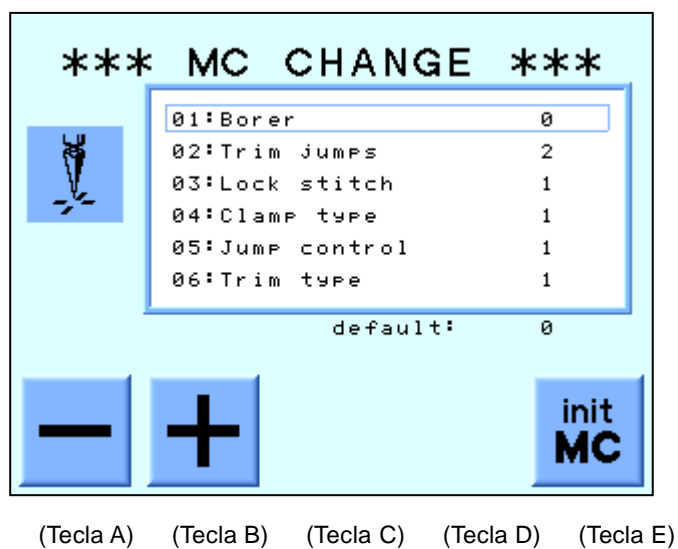 *** MC CHANGE ***
01:Borer 0
02:Trim jumps 2
03:Lock stitch 1
04:Clamp type 1
05:Jump control 1
06:Trim type 1
default: 0
init
MC
(Tecla A) (Tecla B) (Tecla C) (Tecla D) (Tecla E)